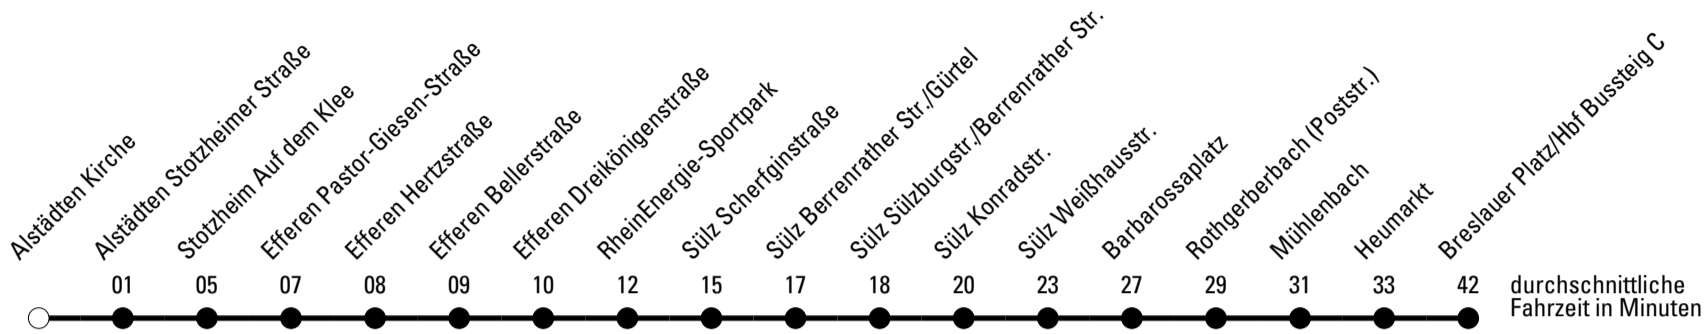 Alstädten Kirche
Alstädten Stotzheimer Straße
Stotzheim Auf dem Klee
Efferen Pastor-Giesen-Straße
Efferen Hertzstraße
Efferen Bellerstraße
Efferen Dreikönigenstraße
RheinEnergie-Sportpark
Sülz Scherfginstraße
Sülz Berrenrather Str./Gürtel
Sülz Sülzburgstr./Berrenrather Str.
Sülz Konradstr.
Sülz Weißhausstr.
Barbarossaplatz
Rothgerberbach (Poststr.)
Mühlenbach
Heumarkt
Breslauer Platz/Hbf Bussteig C
01 05 07 08 09 10 12 15 17 18 20 23 27 29 31 33 42
durchschnittliche
Fahrzeit in Minuten